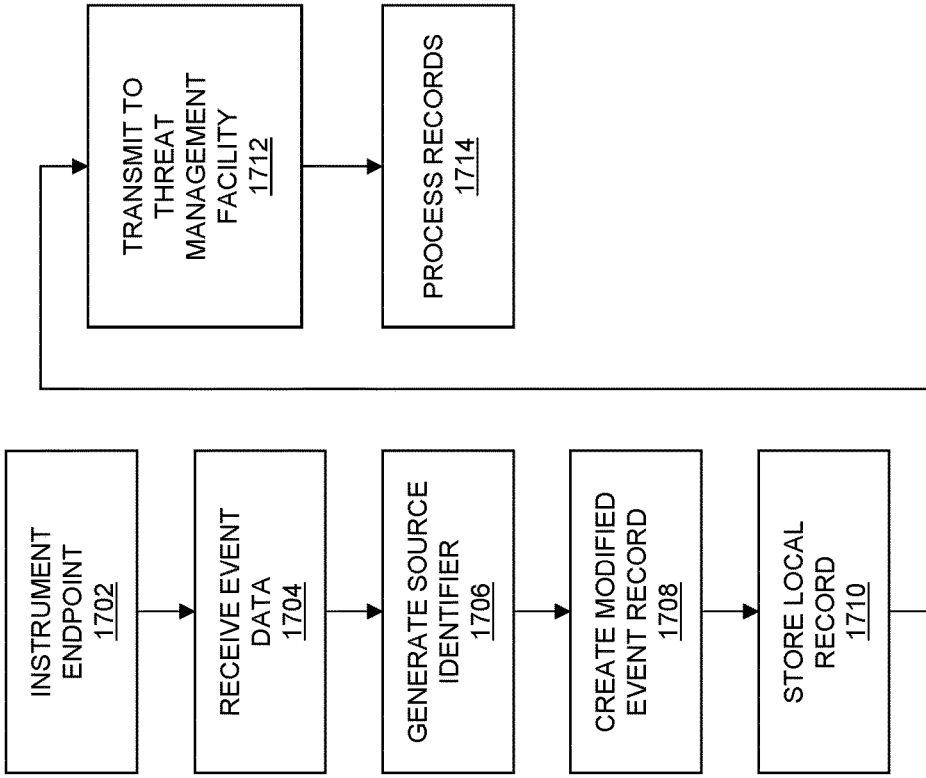 INSTRUMENT
ENDPOINT
1702
RECEIVE EVENT
DATA
1704
GENERATE SOURCE
IDENTIFIER
1706
CREATE MODIFIED
EVENT RECORD
1708
STORE LOCAL
RECORD
1710
TRANSMIT TO
THREAT
MANAGEMENT
FACILITY
1712
PROCESS RECORDS
1714